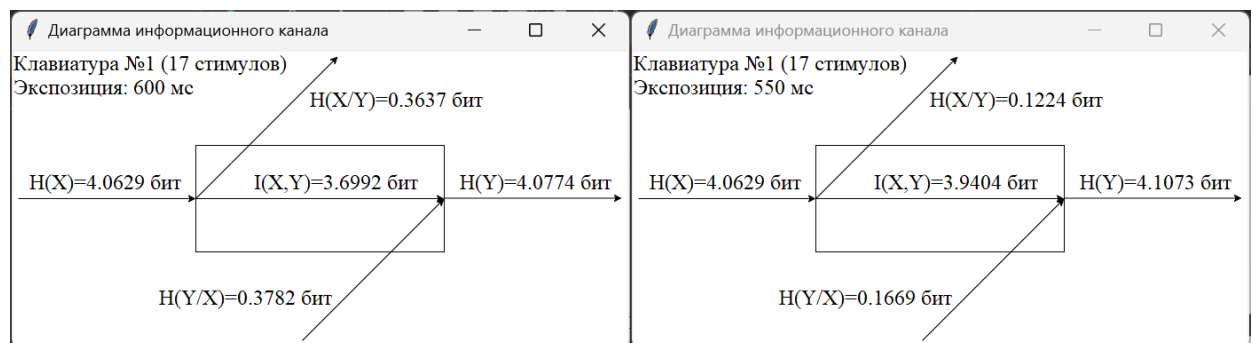 Диаграмма информационного канала
Клавиатура №1 (17 стимулов)
Экспозиция: 600 мс
H(X/Y)=0.3637 бит
H(X)=4.0629 бит
I(X,Y)=3.6992 бит
H(Y)=4.0774 бит
H(Y/X)=0.3782 бит
Диаграмма информационного канала
Клавиатура №1 (17 стимулов)
Экспозиция: 550 мс
H(X/Y)=0.1224 бит
H(X)=4.0629 бит
I(X,Y)=3.9404 бит
H(Y)=4.1073 бит
H(Y/X)=0.1669 бит